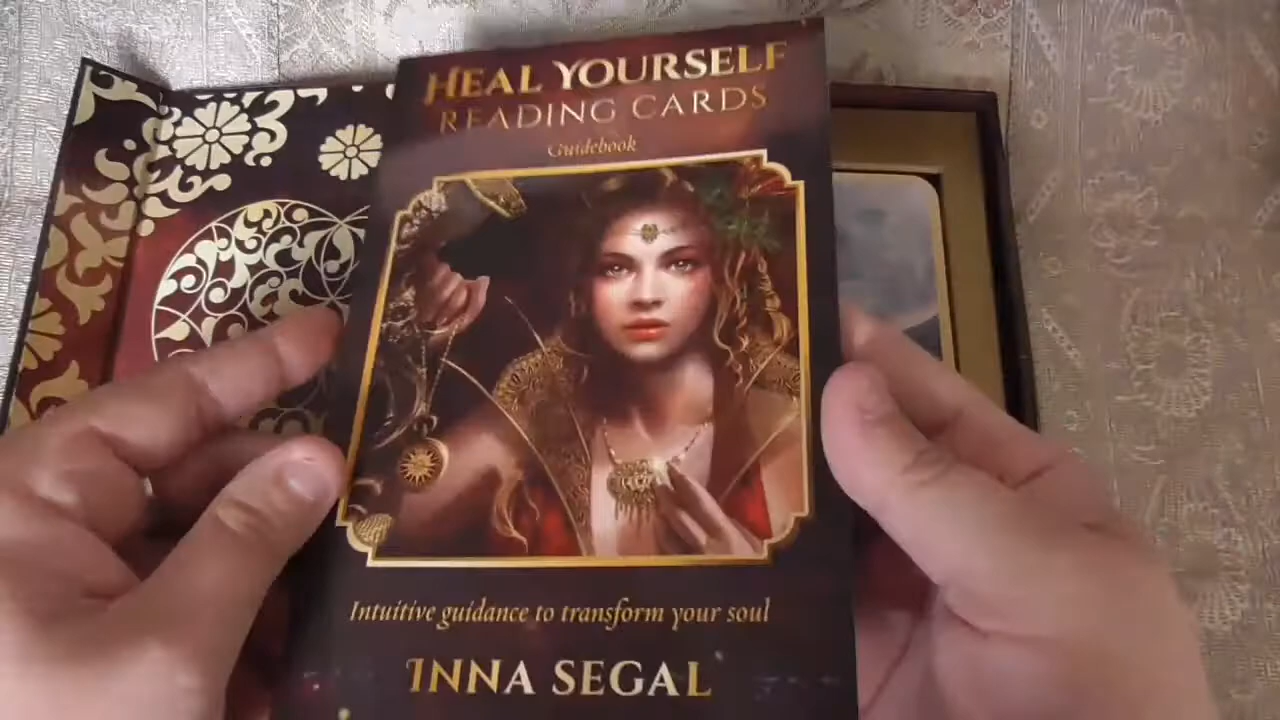 HEAL YOURSELF
READING CARDS
Guidebook
Intuitive guidance to transform your soul
INNA SEGAL